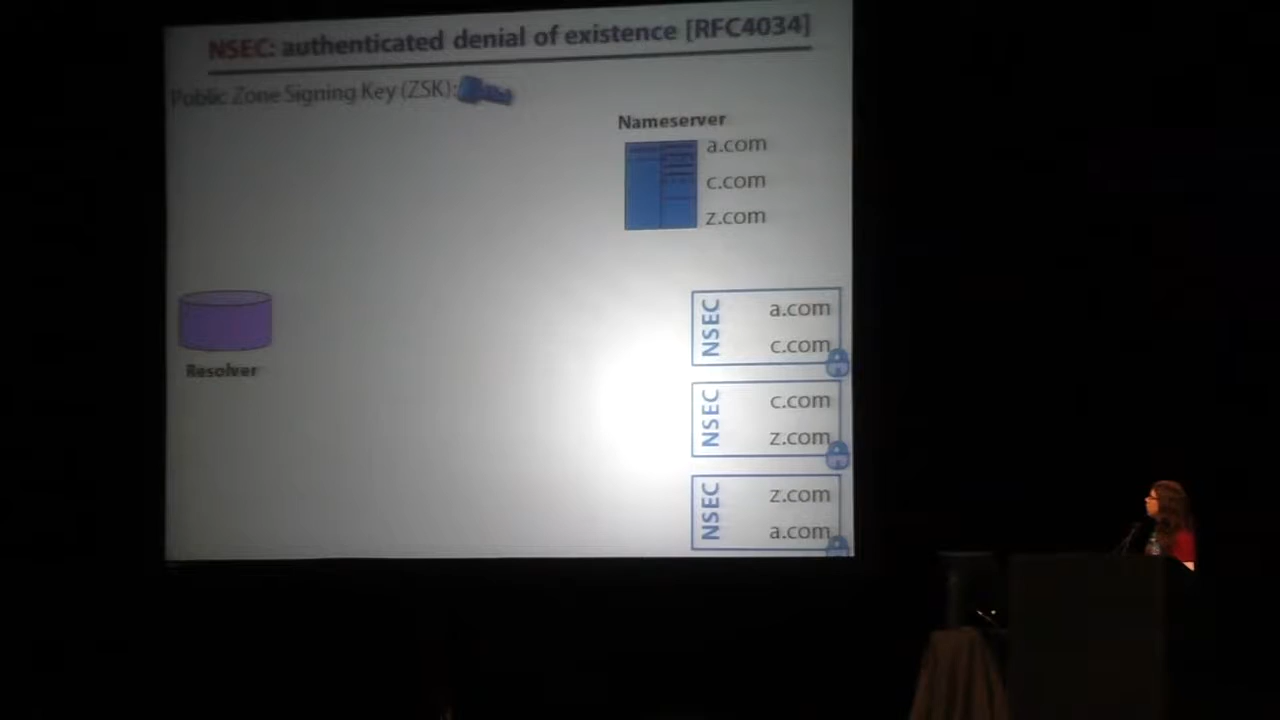 NSEC: authenticated denial of existence [RFC4034]
Public Zone Signing Key (ZSK):
Nameserver
a.com
c.com
z.com
Resolver
NSEC
a.com
c.com
NSEC
c.com
z.com
NSEC
z.com
a.com